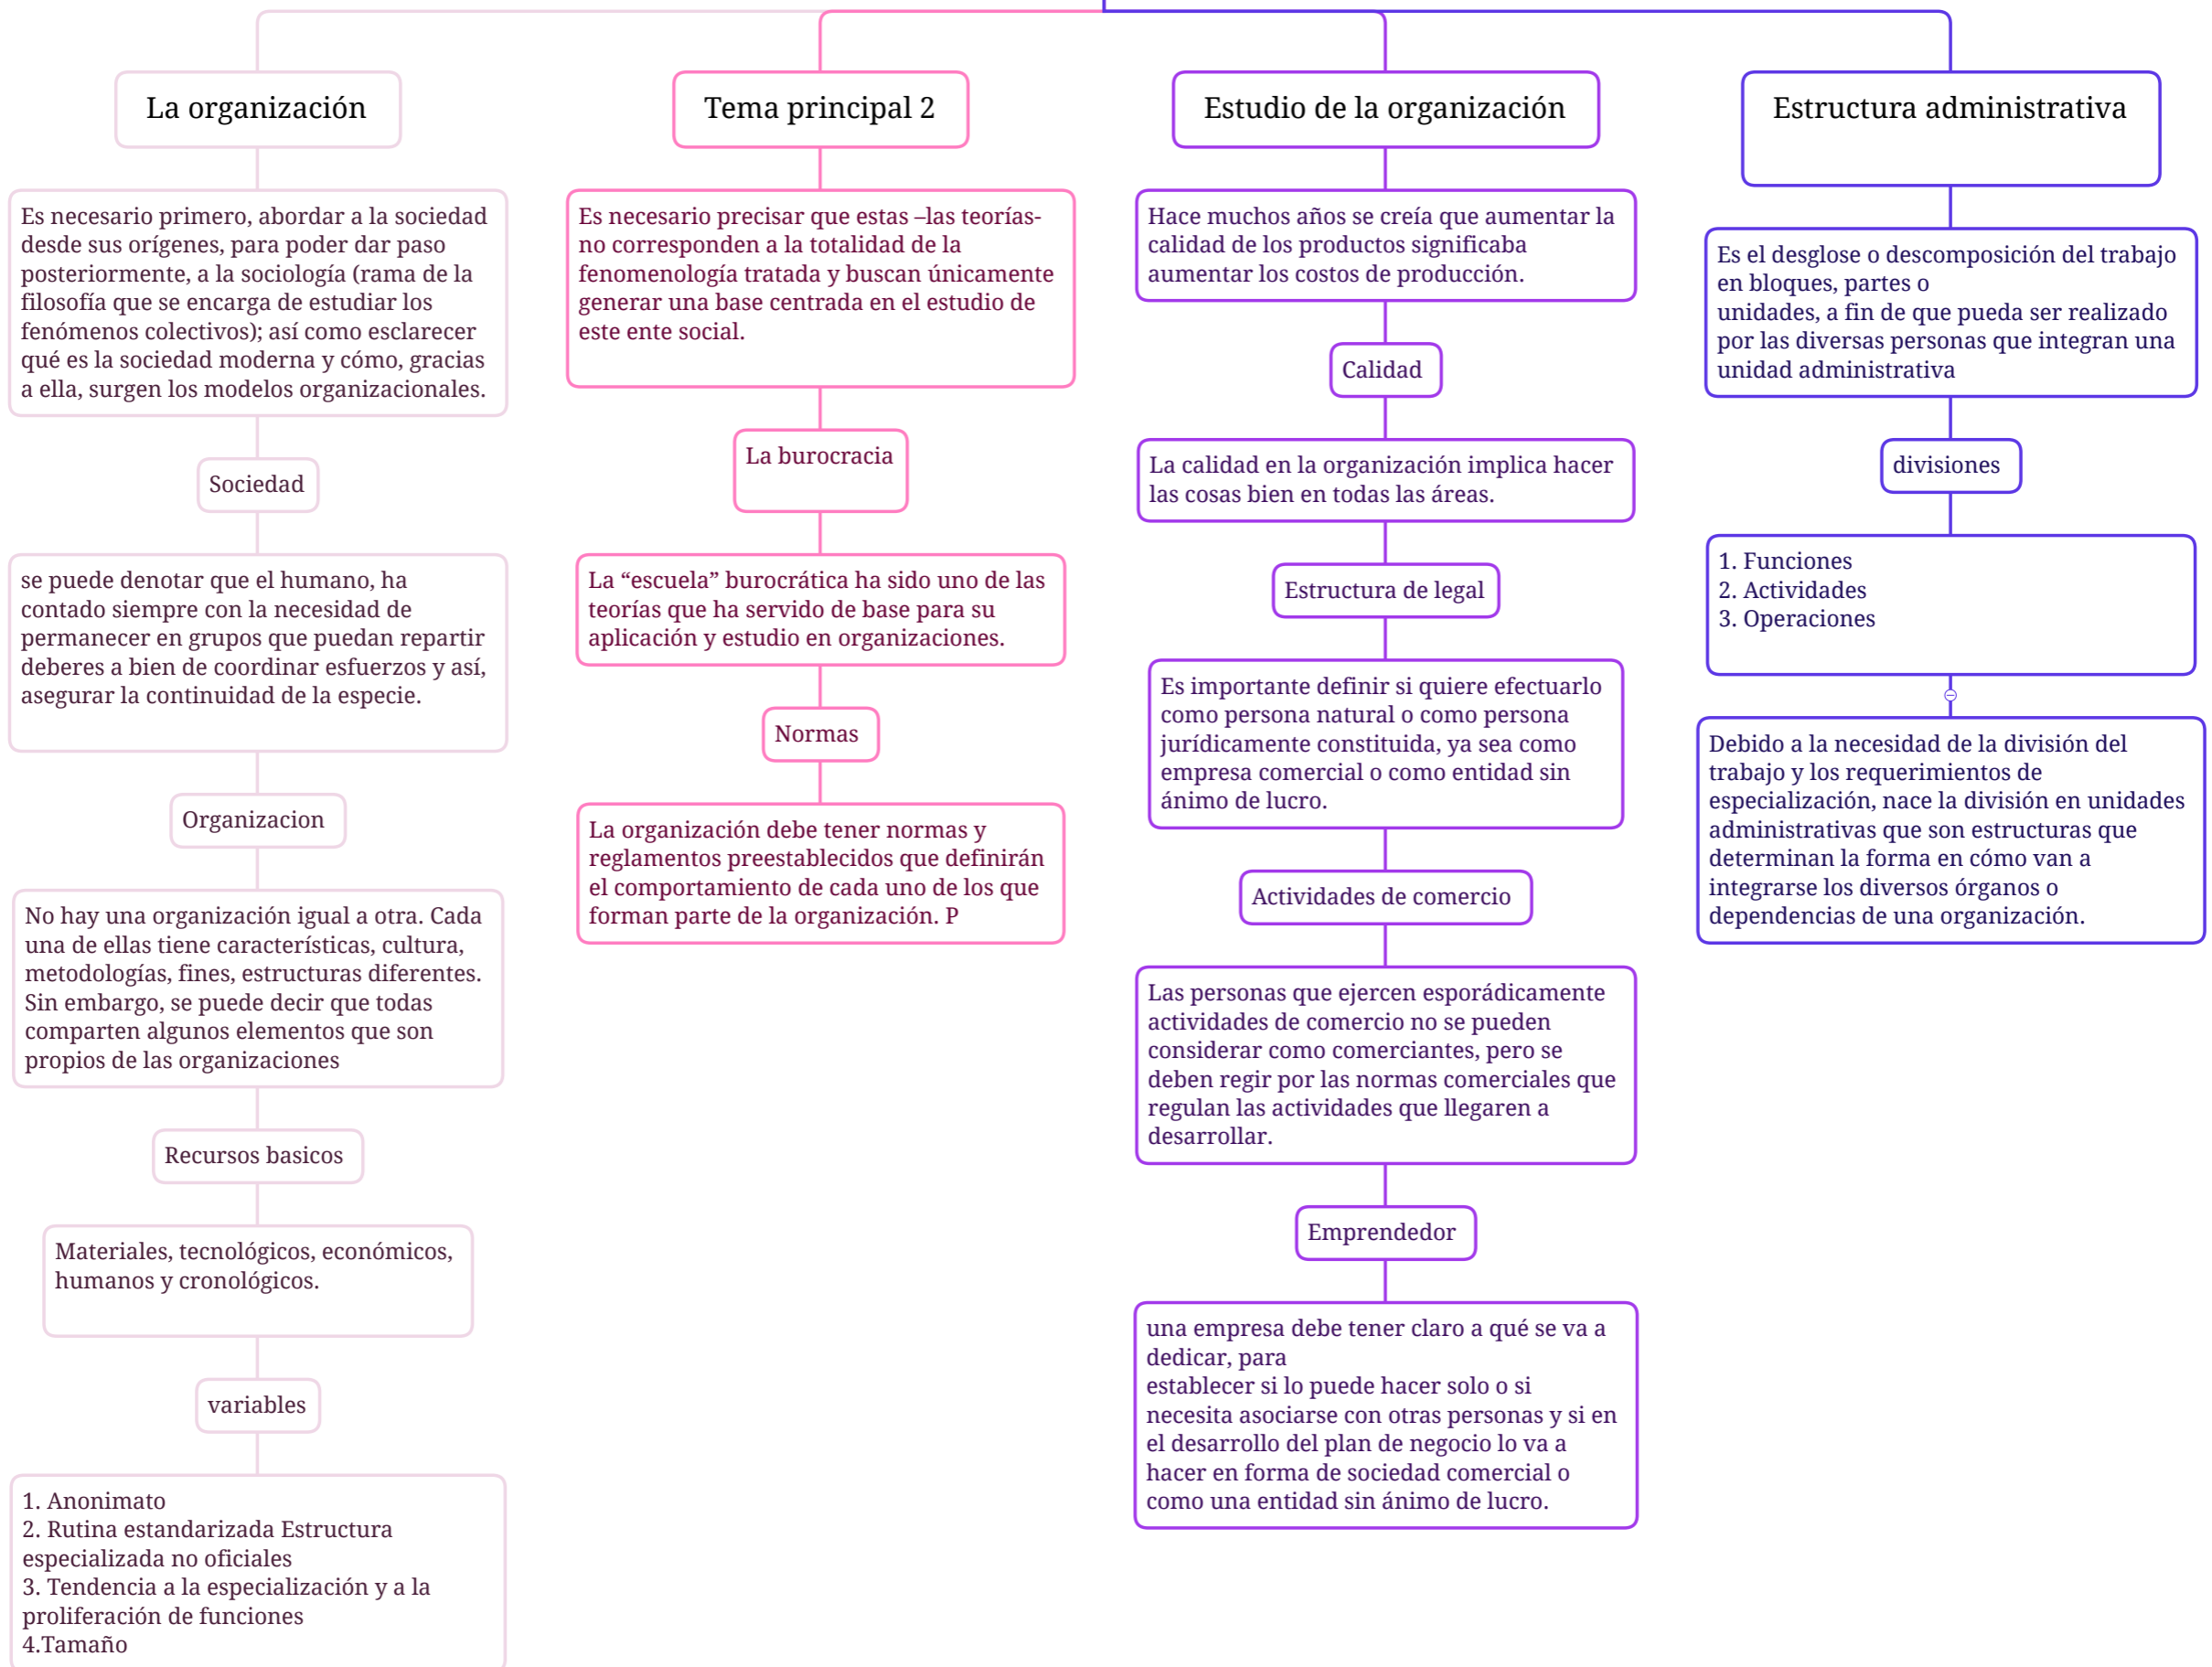 La organización
Es necesario primero, abordar a la sociedad
desde sus orígenes, para poder dar paso
posteriormente, a la sociología (rama de la
filosofía que se encarga de estudiar los
fenómenos colectivos); así como esclarecer
qué es la sociedad moderna y cómo, gracias
a ella, surgen los modelos organizacionales.
Sociedad
se puede denotar que el humano, ha
contado siempre con la necesidad de
permanecer en grupos que puedan repartir
deberes a bien de coordinar esfuerzos y así,
asegurar la continuidad de la especie.
Organizacion
No hay una organización igual a otra. Cada
una de ellas tiene características, cultura,
metodologías, fines, estructuras diferentes.
Sin embargo, se puede decir que todas
comparten algunos elementos que son
propios de las organizaciones
Recursos basicos
Materiales, tecnológicos, económicos,
humanos y cronológicos.
variables
1. Anonimato
2. Rutina estandarizada Estructura
especializada no oficiales
3. Tendencia a la especialización y a la
proliferación de funciones
4.Tamaño
Tema principal 2
Es necesario precisar que estas –las teorías-
no corresponden a la totalidad de la
fenomenología tratada y buscan únicamente
generar una base centrada en el estudio de
este ente social.
La burocracia
La “escuela” burocrática ha sido uno de las
teorías que ha servido de base para su
aplicación y estudio en organizaciones.
Normas
La organización debe tener normas y
reglamentos preestablecidos que definirán
el comportamiento de cada uno de los que
forman parte de la organización. P
Estudio de la organización
Hace muchos años se creía que aumentar la
calidad de los productos significaba
aumentar los costos de producción.
Calidad
La calidad en la organización implica hacer
las cosas bien en todas las áreas.
Estructura de legal
Es importante definir si quiere efectuarlo
como persona natural o como persona
jurídicamente constituida, ya sea como
empresa comercial o como entidad sin
ánimo de lucro.
Actividades de comercio
Las personas que ejercen esporádicamente
actividades de comercio no se pueden
considerar como comerciantes, pero se
deben regir por las normas comerciales que
regulan las actividades que llegaren a
desarrollar.
Emprendedor
una empresa debe tener claro a qué se va a
dedicar, para
establecer si lo puede hacer solo o si
necesita asociarse con otras personas y si en
el desarrollo del plan de negocio lo va a
hacer en forma de sociedad comercial o
como una entidad sin ánimo de lucro.
Estructura administrativa
Es el desglose o descomposición del trabajo
en bloques, partes o
unidades, a fin de que pueda ser realizado
por las diversas personas que integran una
unidad administrativa
divisiones
1. Funciones
2. Actividades
3. Operaciones
Debido a la necesidad de la división del
trabajo y los requerimientos de
especialización, nace la división en unidades
administrativas que son estructuras que
determinan la forma en cómo van a
integrarse los diversos órganos o
dependencias de una organización.